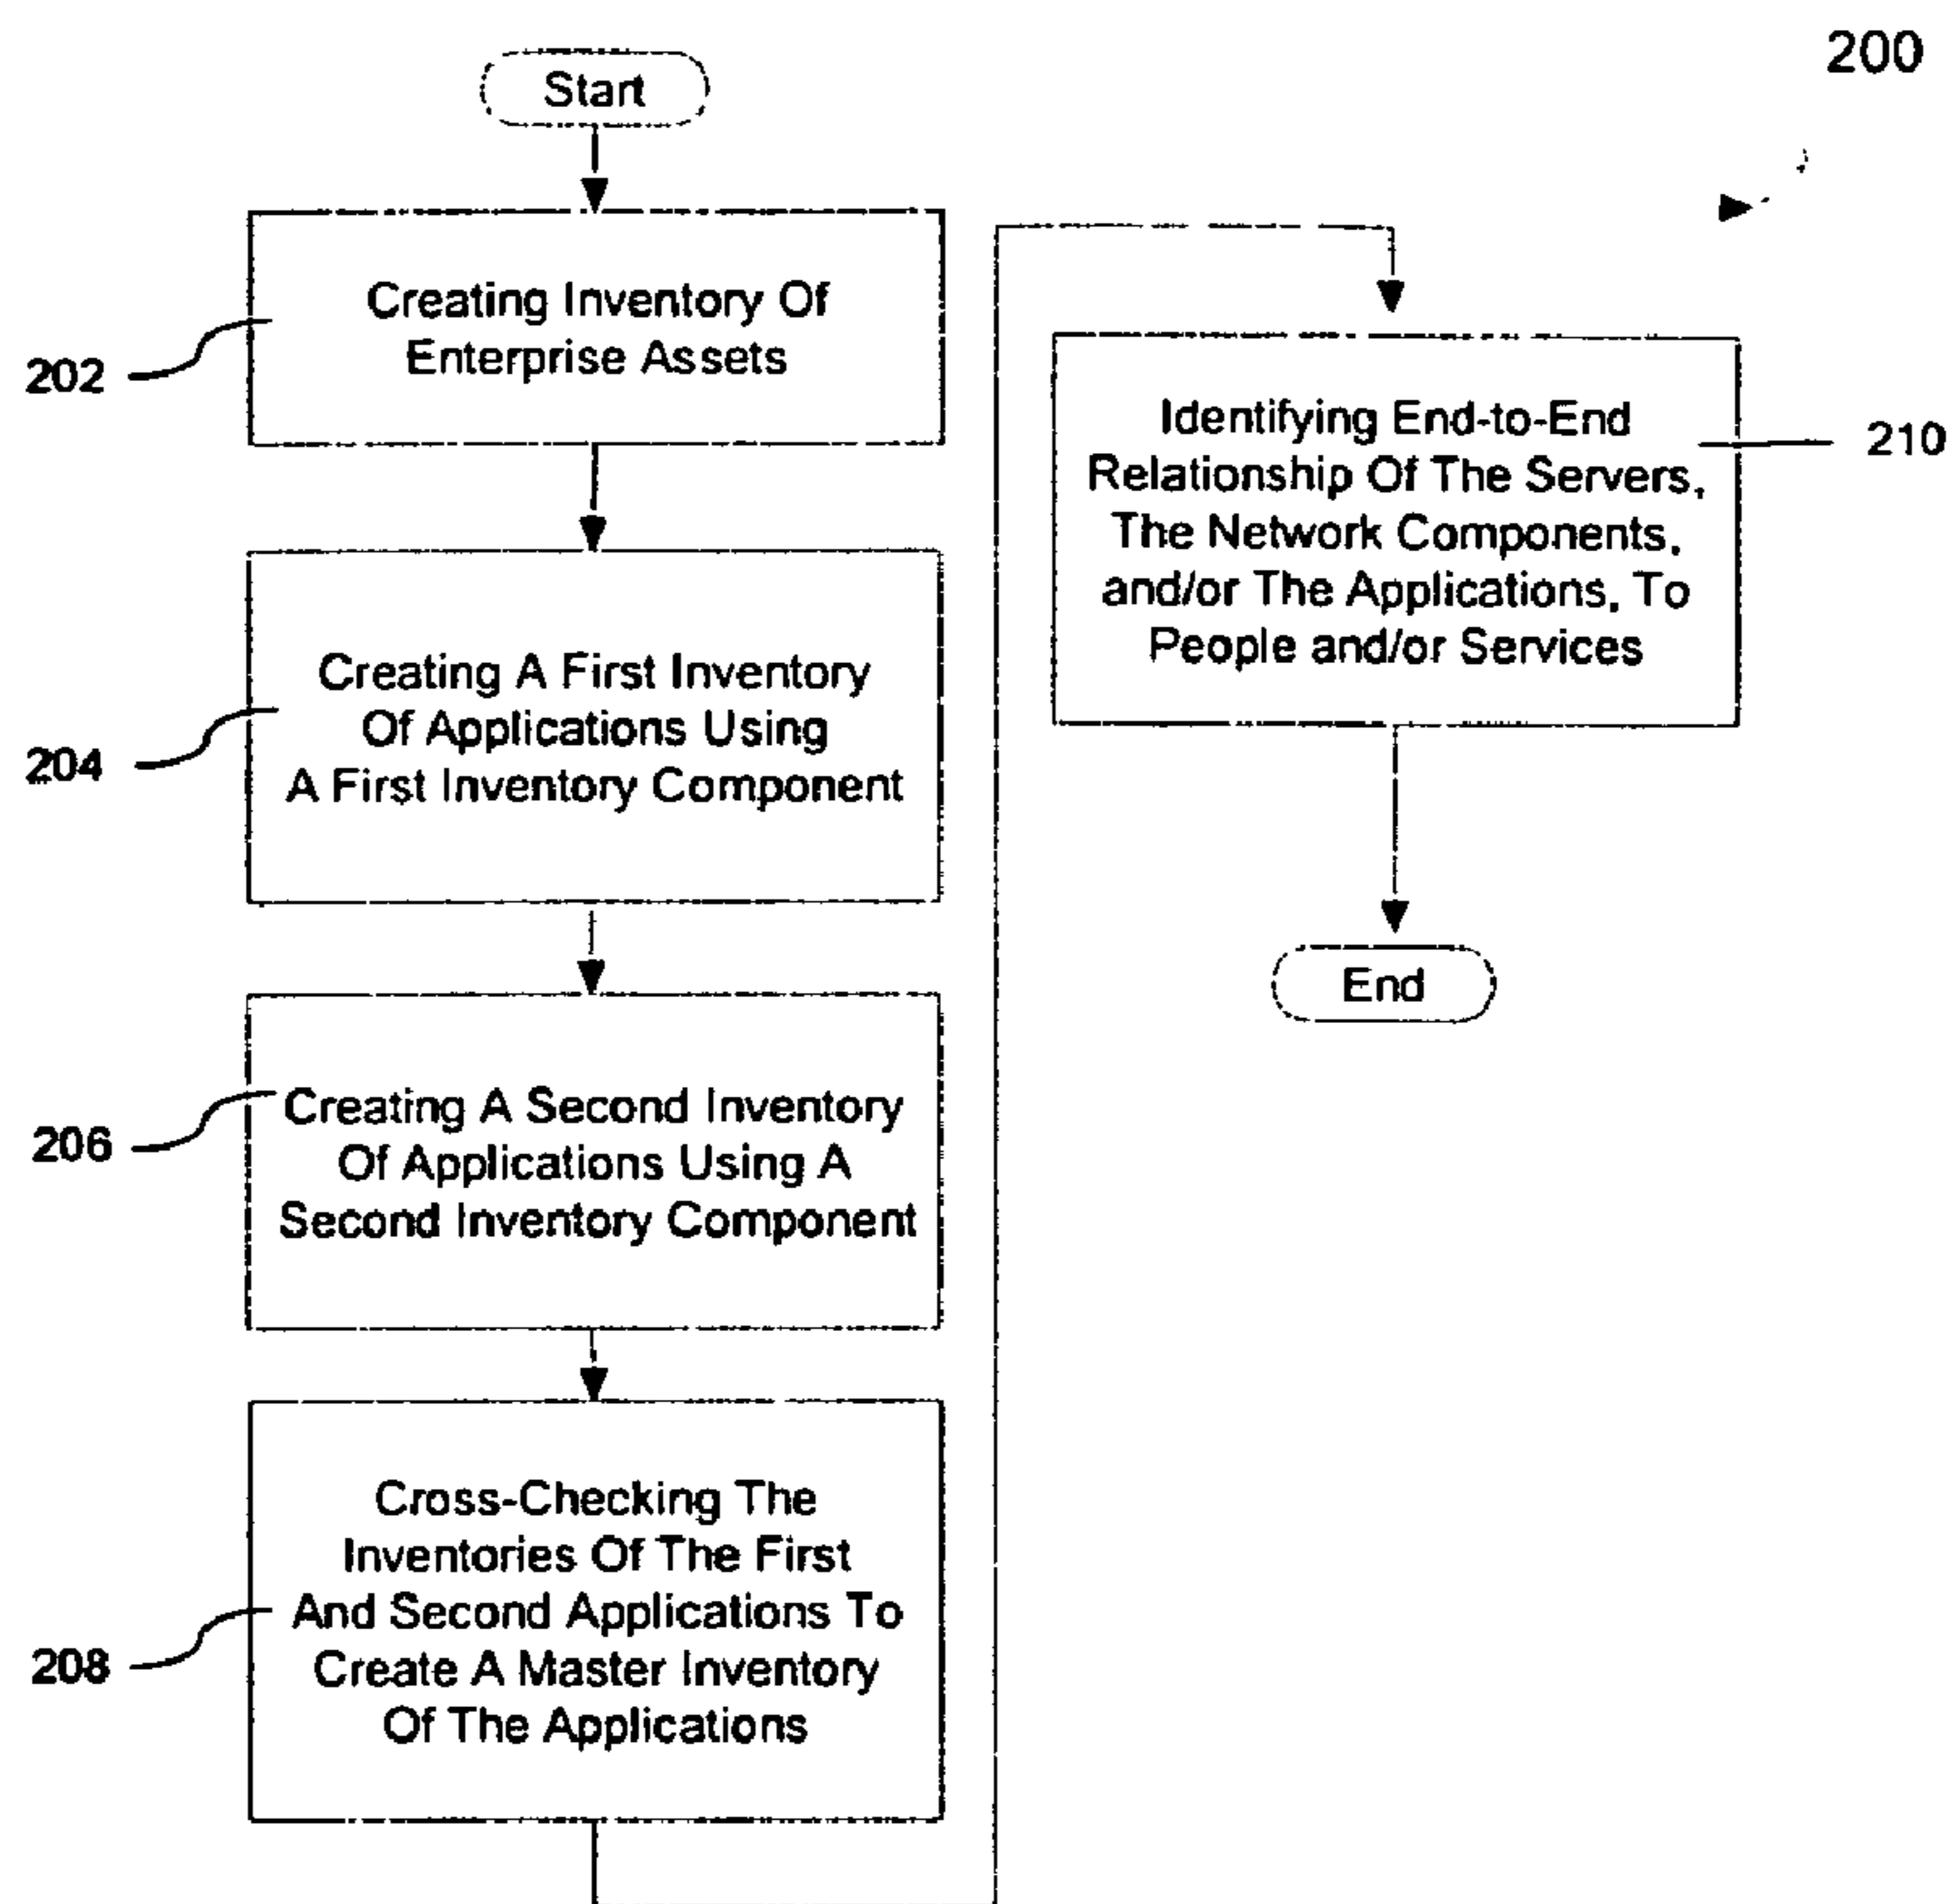 200
Start
Creating Inventory Of
Enterprise Assets
202
Creating A First Inventory
Of Applications Using
A First Inventory Component
204
Creating A Second Inventory
Of Applications Using A
Second Inventory Component
206
Cross-Checking The
Inventories Of The First
And Second Applications To
Create A Master Inventory
Of The Applications
208
Identifying End-to-End
Relationship Of The Servers,
The Network Components,
and/or The Applications, To
People and/or Services
210
End